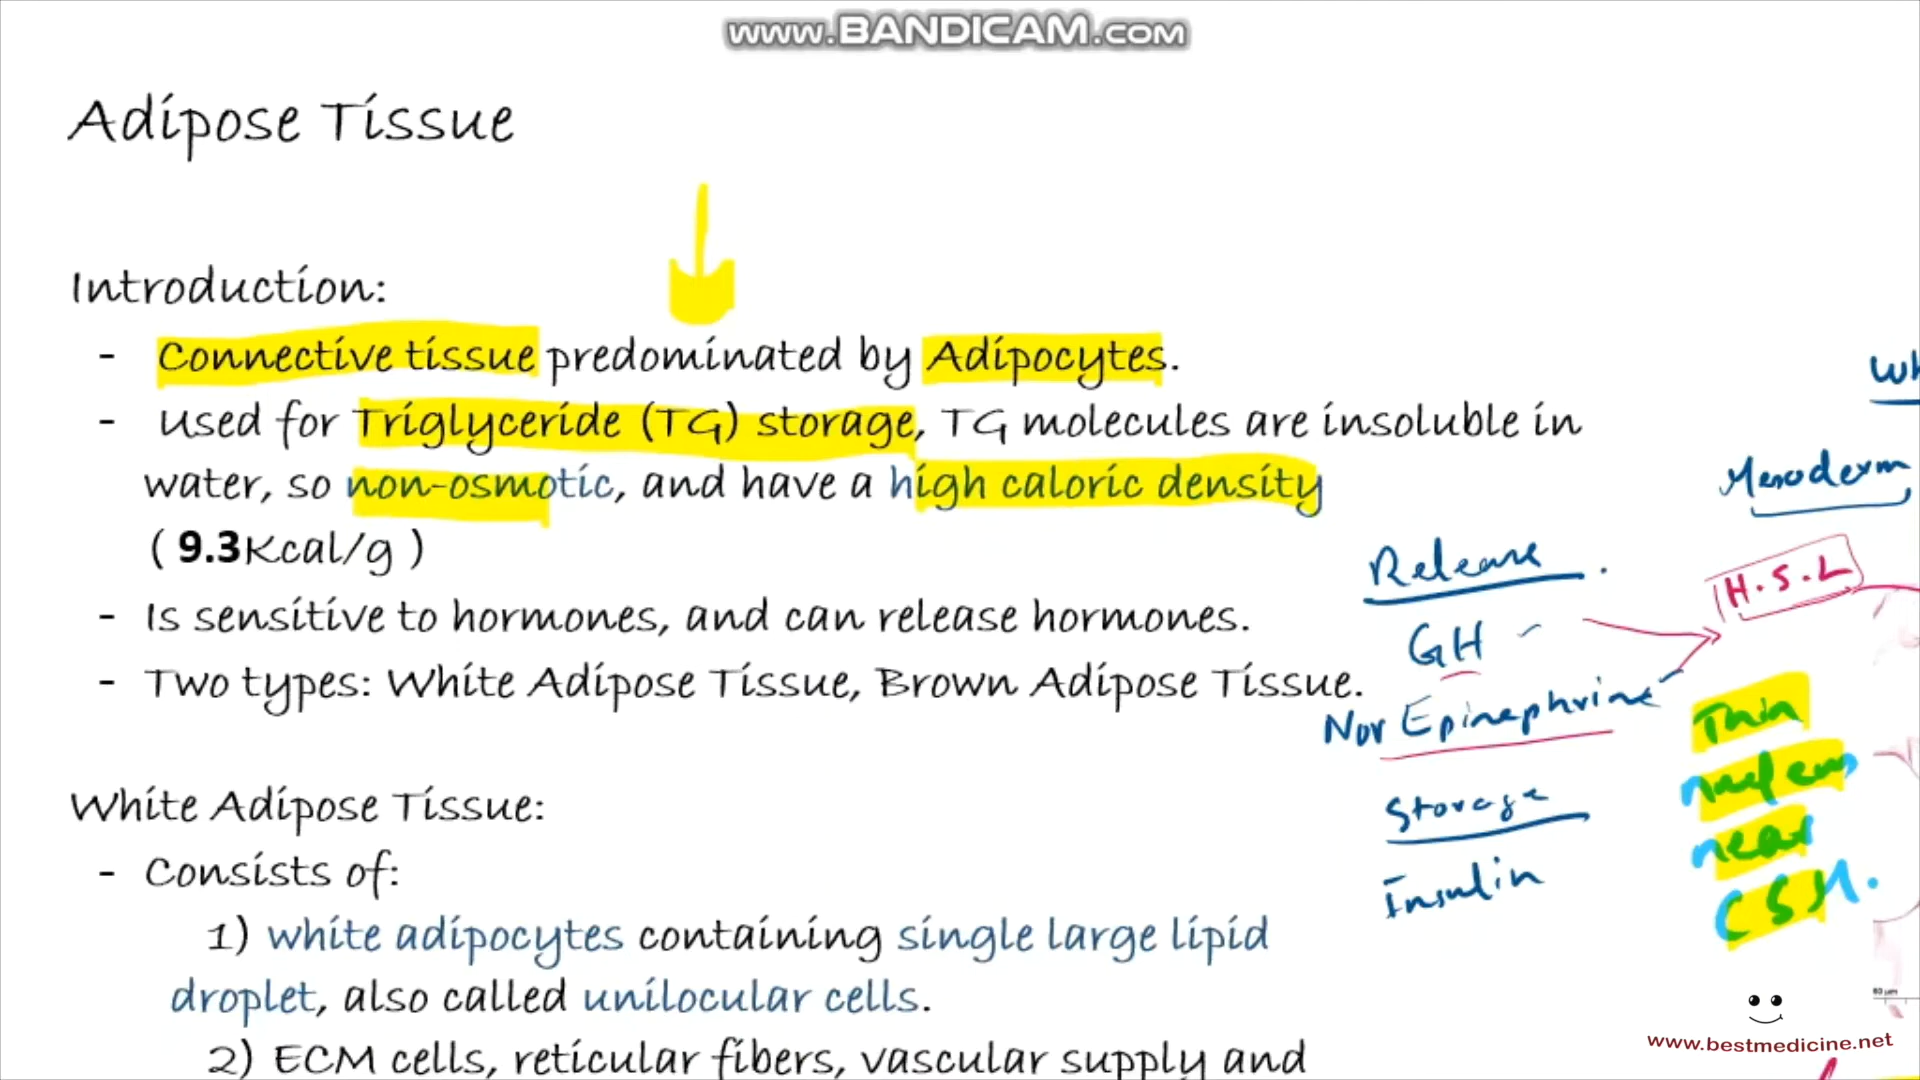 www.BANDICAM.com
Adipose Tissue
Introduction:
- Connective tissue predominated by Adipocytes.
- Used for Triglyceride (TG) storage, TG molecules are insoluble in
water, so non-osmotic, and have a high caloric density
( 9.3Kcal/g )
- Is sensitive to hormones, and can release hormones.
- Two types: White Adipose Tissue, Brown Adipose Tissue.
White Adipose Tissue:
- Consists of:
1) white adipocytes containing single large lipid
droplet, also called unilocular cells.
2) ECM cells, reticular fibers, vascular supply and
Wh
Mesoderm
H.S.L
Release .
GH
Nor Epinephrine
Storage
Insulin
Thin
near
CSM.
www.bestmedicine.net